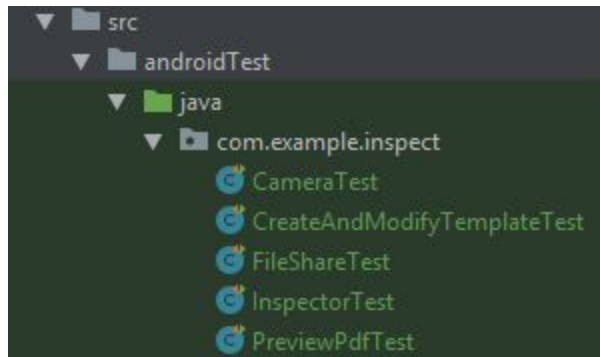 src
androidTest
java
com.example.inspect
CameraTest
CreateAndModifyTemplateTest
FileShareTest
InspectorTest
PreviewPdfTest